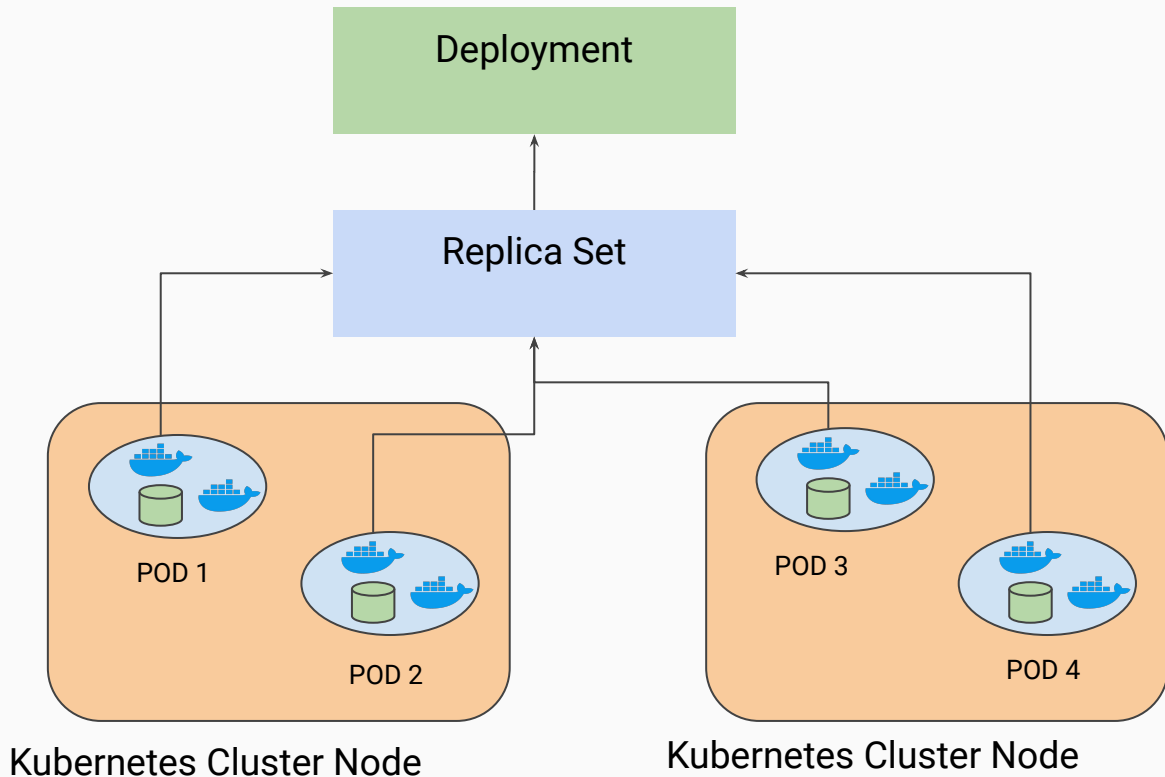 Deployment
Replica Set
POD 1
POD 2
POD 3
POD 4
Kubernetes Cluster Node
Kubernetes Cluster Node